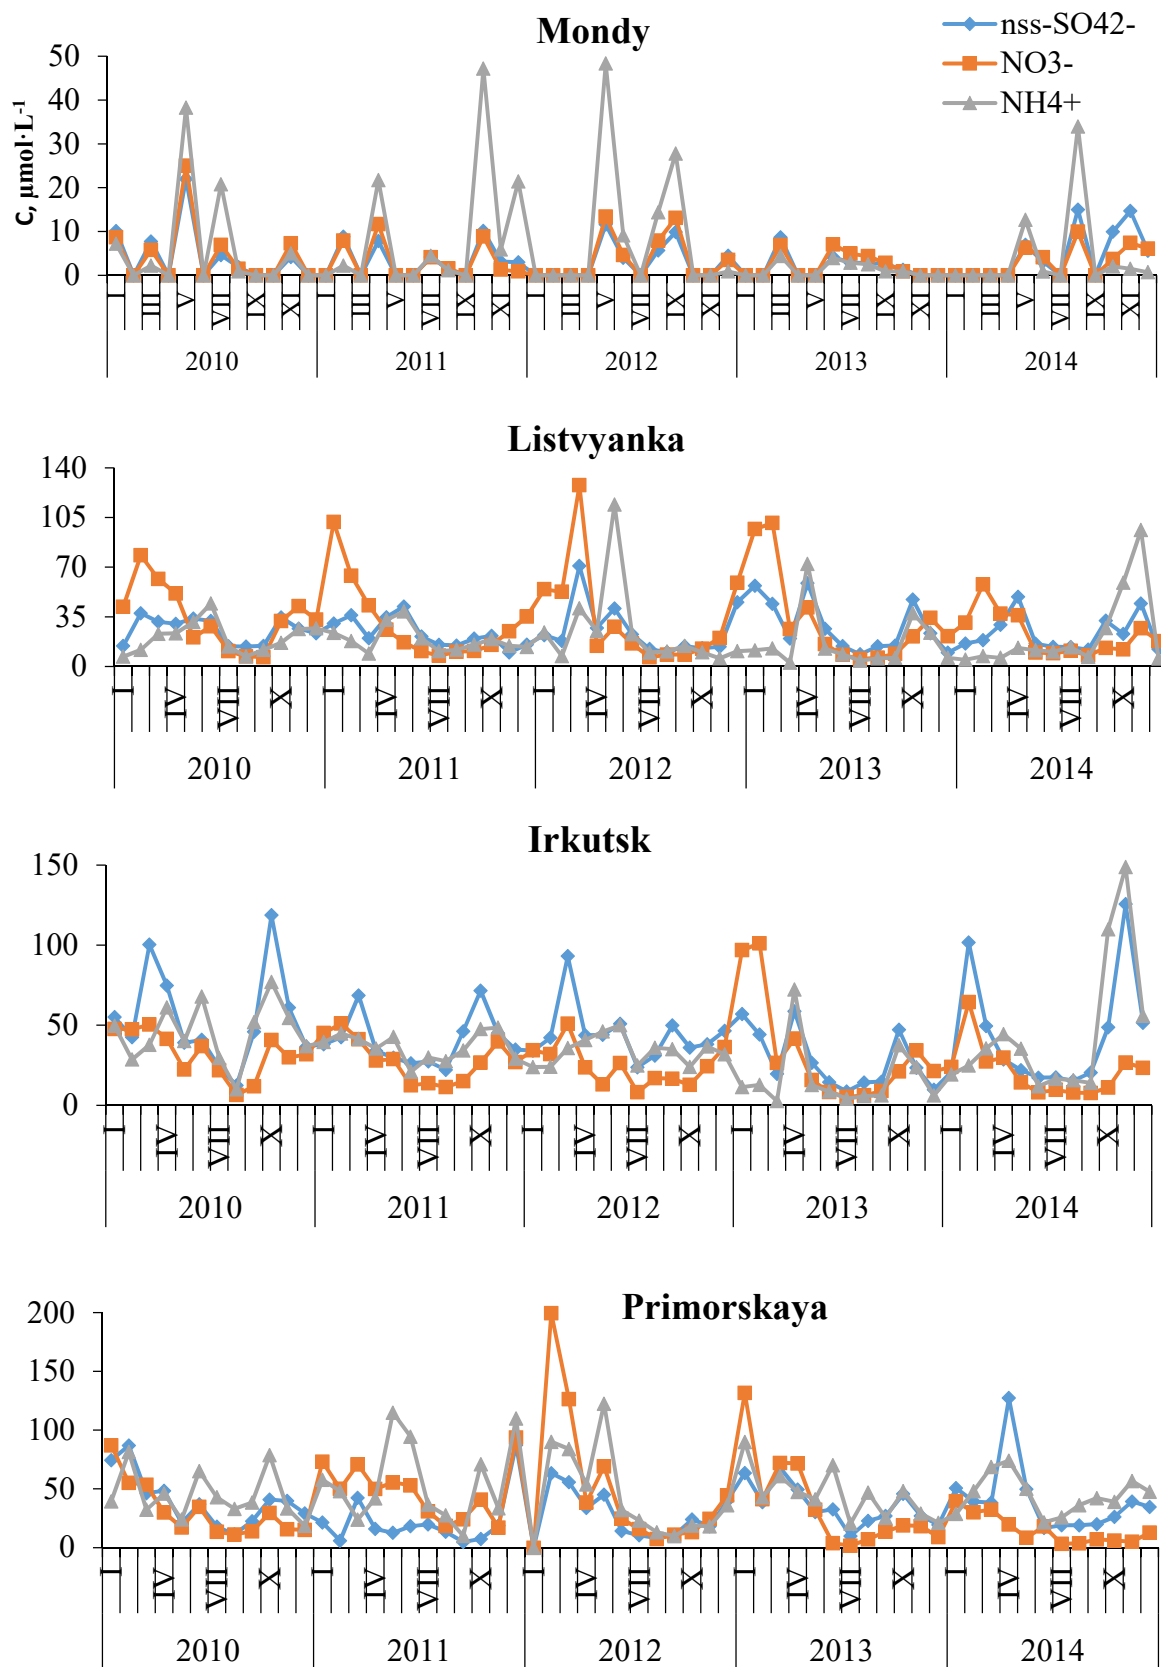 Mondy
nss-SO42-
NO3-
NH4+
C, µmol·L⁻¹
50
40
30
20
10
0
I III V VII IX XI I III V VII IX XI I III V VII IX XI I III V VII IX XI I III V VII IX XI
2010 2011 2012 2013 2014
Listvyanka
140
105
70
35
0
I IV VII X I IV VII X I IV VII X I IV VII X I IV VII X
2010 2011 2012 2013 2014
Irkutsk
150
100
50
0
I IV VII X I IV VII X I IV VII X I IV VII X I IV VII X
2010 2011 2012 2013 2014
Primorskaya
200
150
100
50
0
I IV VII X I IV VII X I IV VII X I IV VII X I IV VII X
2010 2011 2012 2013 2014